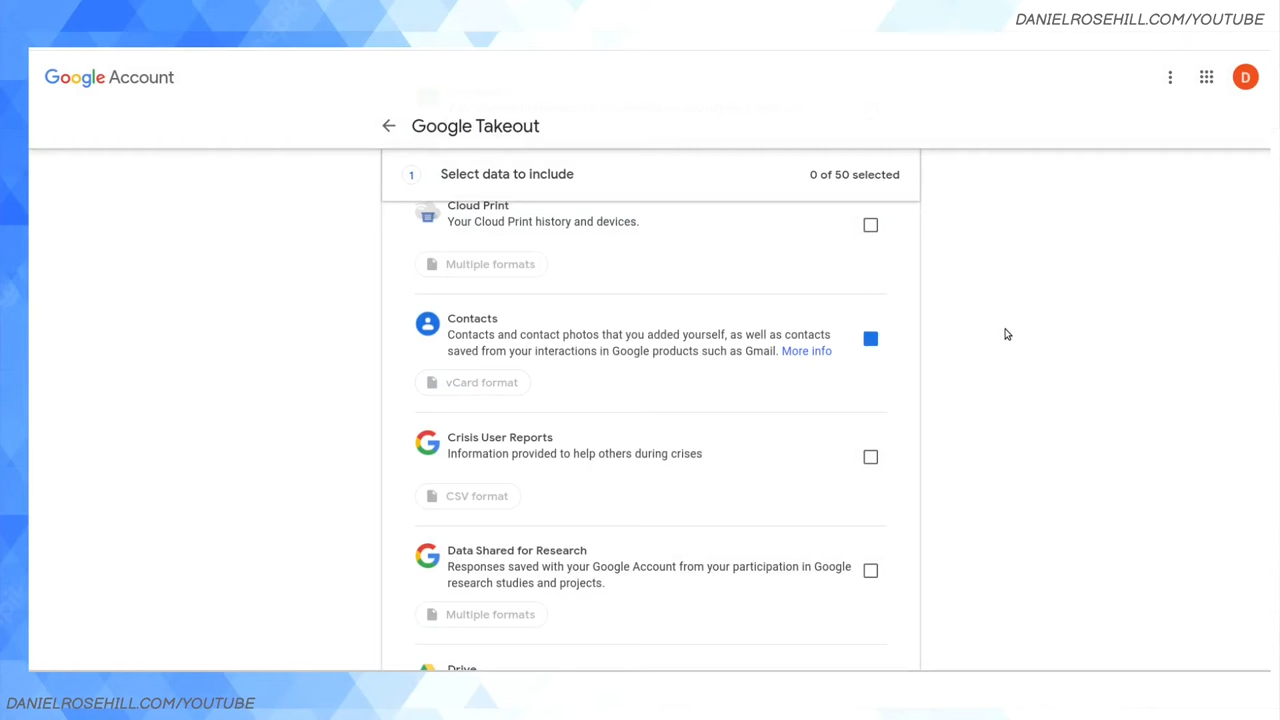 DANIELROSEHILL.COM/YOUTUBE
Google Account
D
Google Takeout
1 Select data to include 0 of 50 selected
Cloud Print
Your Cloud Print history and devices.
Multiple formats
Contacts
Contacts and contact photos that you added yourself, as well as contacts
saved from your interactions in Google products such as Gmail. More info
vCard format
Crisis User Reports
Information provided to help others during crises
CSV format
Data Shared for Research
Responses saved with your Google Account from your participation in Google
research studies and projects.
Multiple formats
Drive
DANIELROSEHILL.COM/YOUTUBE